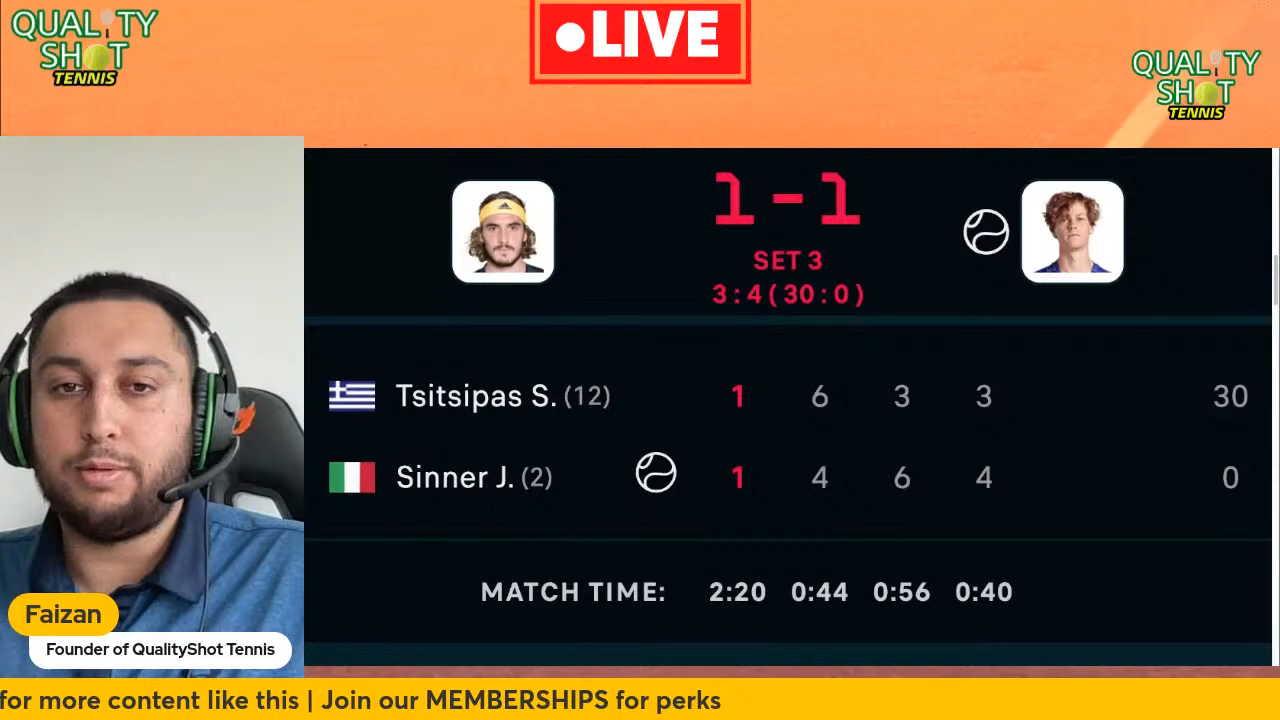 QUALITY
SHOT
TENNIS
LIVE
QUALITY
SHOT
TENNIS
1-1
SET 3
3:4(30:0)
Tsitsipas S. (12) 1 6 3 3 30
Sinner J. (2) 1 4 6 4 0
MATCH TIME: 2:20 0:44 0:56 0:40
Faizan
Founder of QualityShot Tennis
for more content like this | Join our MEMBERSHIPS for perks